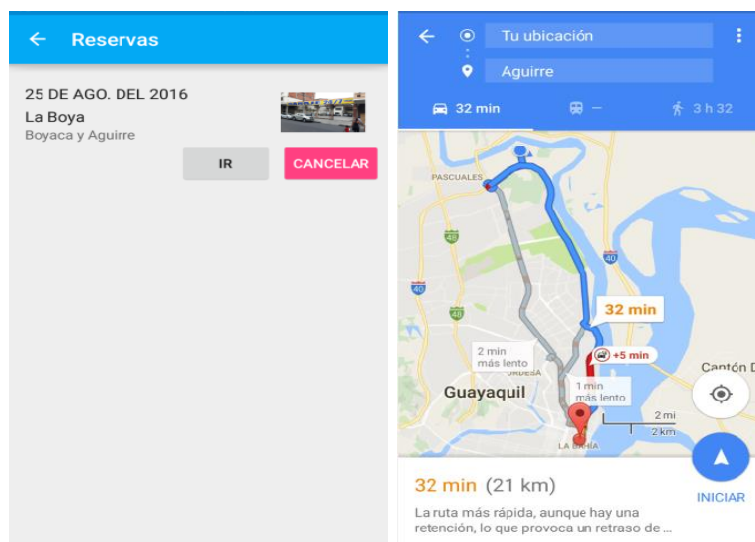 Reservas
25 DE AGO. DEL 2016
La Boya
Boyaca y Aguirre
IR
CANCELAR
Tu ubicación
Aguirre
32 min
3 h 32
PASCUALES
48
40
40
48
32 min
+5 min
2 min
más lento
Cantón D
Guayaquil
1 min
más lento
2 mi
2 km
LA BAHÍA
32 min (21 km)
INICIAR
La ruta más rápida, aunque hay una
retención, lo que provoca un retraso de ...